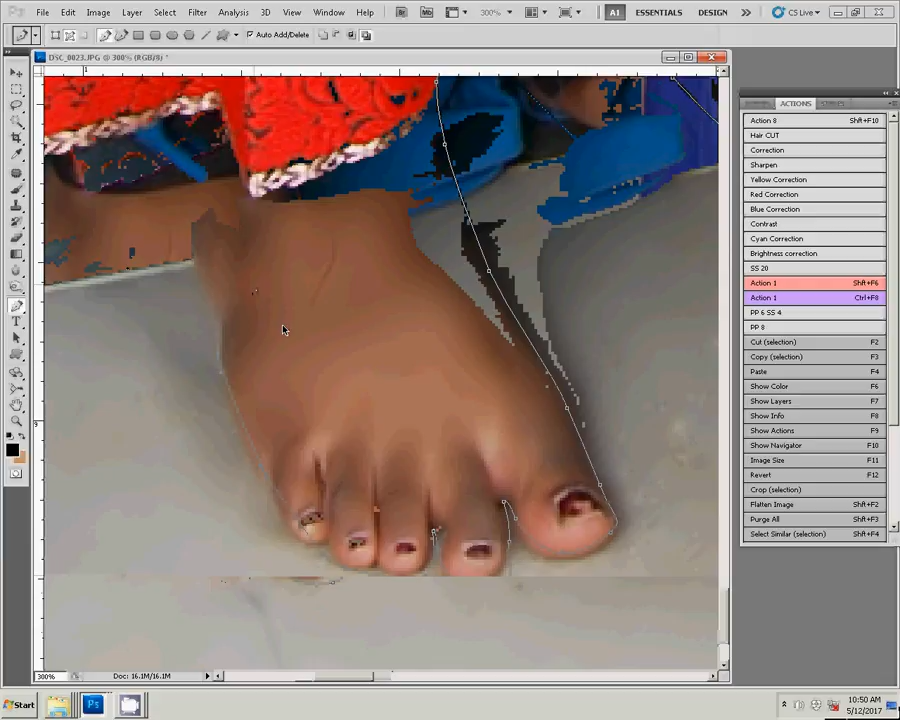 Ps File Edit Image Layer Select Filter Analysis 3D View Window Help Br Mb 300% A1 ESSENTIALS DESIGN >> CS Live
Auto Add/Delete
DSC_0023.JPG @ 300% (RGB/8) *
ACTIONS
Action 8 Shft+F10
Hair CUT
Correction
Sharpen
Yellow Correction
Red Correction
Blue Correction
Contrast
Cyan Correction
Brightness correction
SS 20
Action 1 Shft+F6
Action 1 Ctrl+F8
PP 6 SS 4
PP 8
Cut (selection) F2
Copy (selection) F3
Paste F4
Show Color F6
Show Layers F7
Show Info F8
Show Actions F9
Show Navigator F10
Image Size F11
Revert F12
Crop (selection)
Flatten Image Shft+F2
Purge All Shft+F3
Select Similar (selection) Shft+F4
300% Doc: 16.1M/16.1M
Start Ps 10:50 AM
5/12/2017